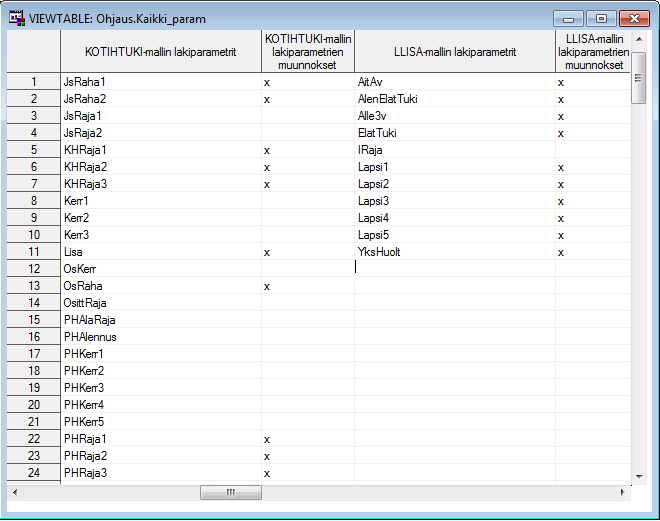 VIEWTABLE: Ohjaus.Kaikki_param
KOTIHTUKI-mallin lakiparametrit KOTIHTUKI-mallin lakiparametrien muunnokset LLISA-mallin lakiparametrit LLISA-mallin lakiparametrien muunnokset
1 JsRaha1 x AitAv x
2 JsRaha2 x AlenElatTuki x
3 JsRaja1 Alle3v x
4 JsRaja2 ElatTuki x
5 KHRaja1 x IRaja
6 KHRaja2 x Lapsi1 x
7 KHRaja3 x Lapsi2 x
8 Kerr1 Lapsi3 x
9 Kerr2 Lapsi4 x
10 Kerr3 Lapsi5 x
11 Lisa x YksHuolt x
12 OsKerr
13 OsRaha x
14 OsittRaja
15 PHAlaRaja
16 PHAlennus
17 PHKerr1
18 PHKerr2
19 PHKerr3
20 PHKerr4
21 PHKerr5
22 PHRaja1 x
23 PHRaja2 x
24 PHRaja3 x